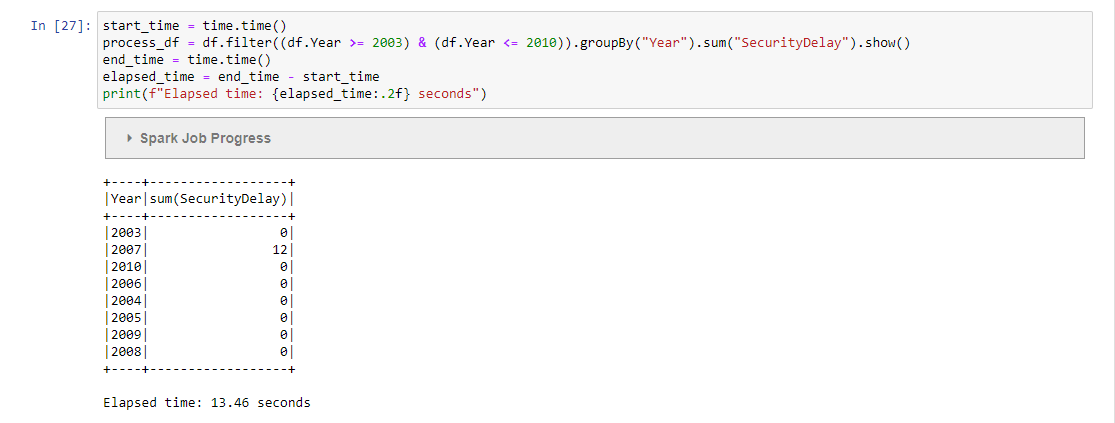 In [27]:
start_time = time.time()
process_df = df.filter((df.Year >= 2003) & (df.Year <= 2010)).groupBy("Year").sum("SecurityDelay").show()
end_time = time.time()
elapsed_time = end_time - start_time
print(f"Elapsed time: {elapsed_time:.2f} seconds")
Spark Job Progress
+----+------------------+
|Year|sum(SecurityDelay)|
+----+------------------+
|2003|                 0|
|2007|                12|
|2010|                 0|
|2006|                 0|
|2004|                 0|
|2005|                 0|
|2009|                 0|
|2008|                 0|
+----+------------------+
Elapsed time: 13.46 seconds